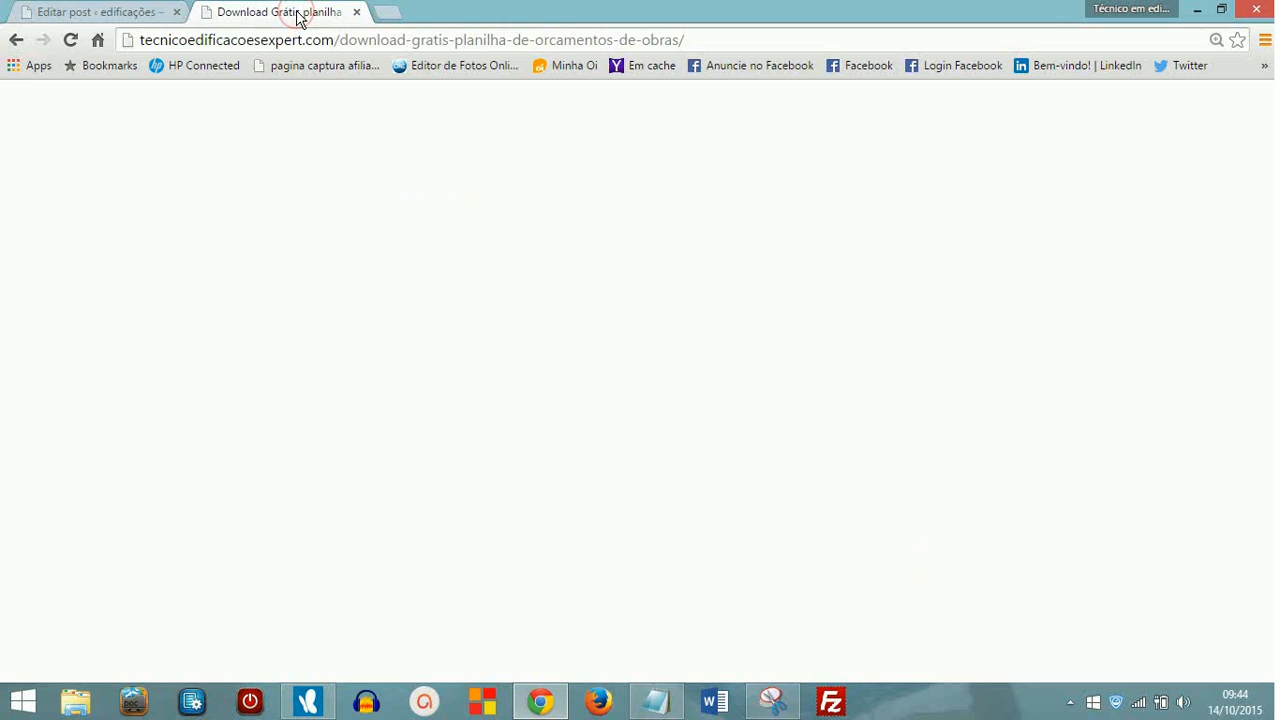 Editar post ‹ edificações – Download Grátis planilha Técnico em edi...
tecnicoedificacoesexpert.com/download-gratis-planilha-de-orcamentos-de-obras/
Apps Bookmarks HP Connected pagina captura afilia... Editor de Fotos Onli... Minha Oi Em cache Anuncie no Facebook Facebook Login Facebook Bem-vindo! | LinkedIn Twitter »
09:44
14/10/2015